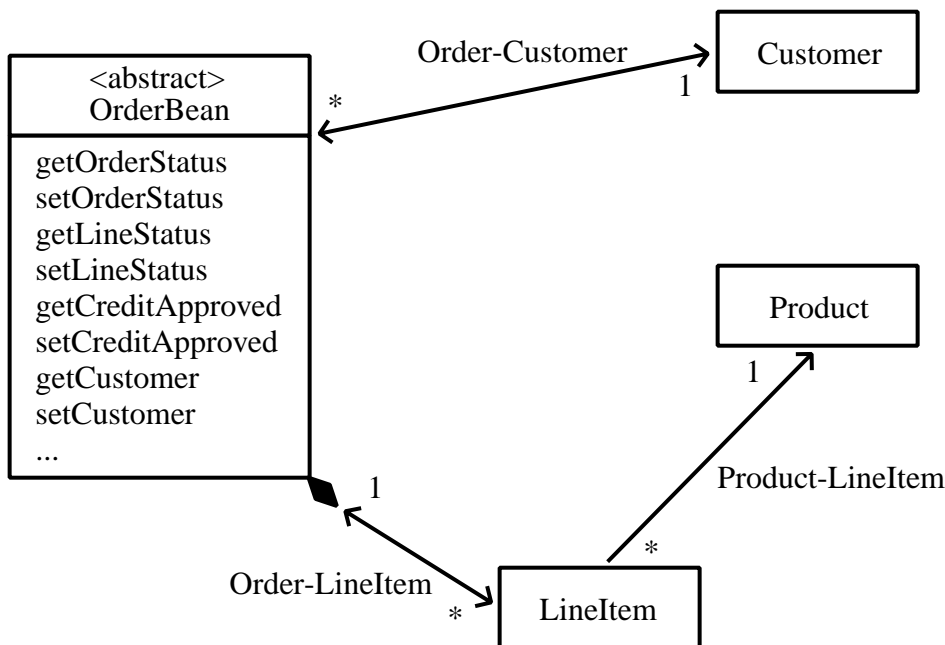 <abstract>
OrderBean
getOrderStatus
setOrderStatus
getLineStatus
setLineStatus
getCreditApproved
setCreditApproved
getCustomer
setCustomer
...
Order-Customer
*
1
Customer
Product
1
Product-LineItem
*
1
Order-LineItem
*
LineItem